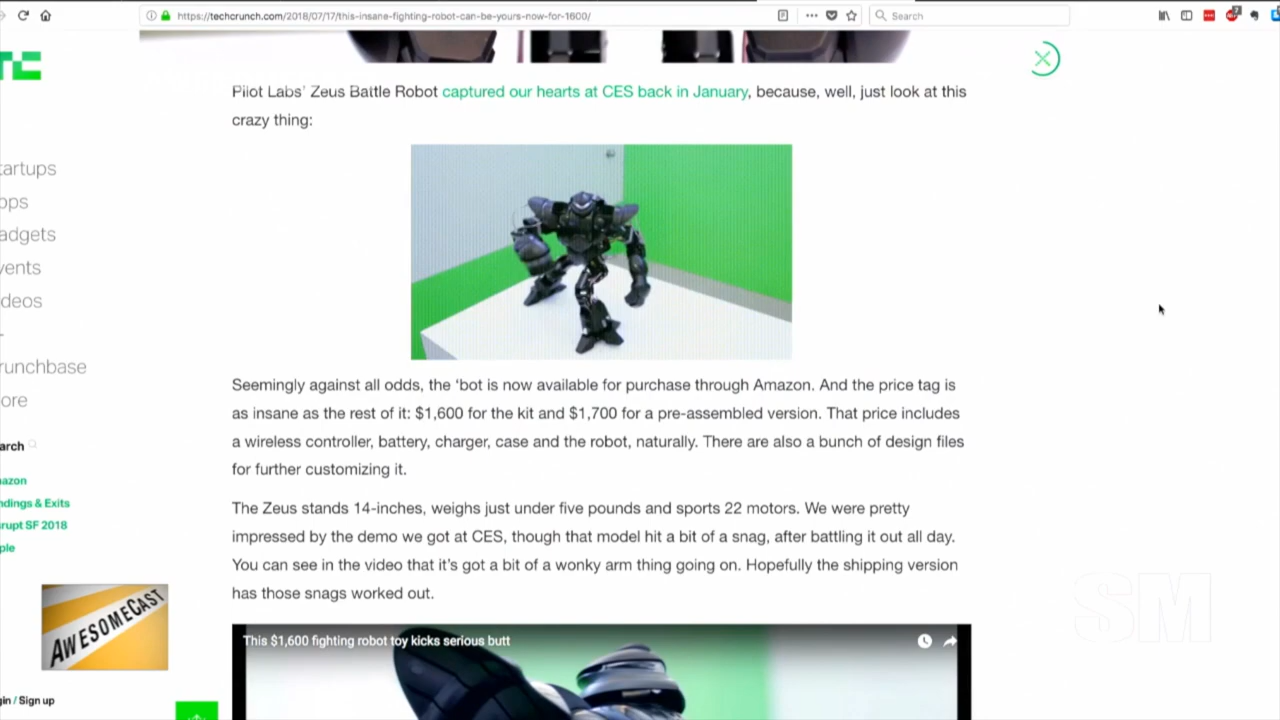 https://techcrunch.com/2018/07/17/this-insane-fighting-robot-can-be-yours-now-for-1600/
Search
TC
Pilot Labs' Zeus Battle Robot captured our hearts at CES back in January, because, well, just look at this
crazy thing:
tartups
pps
adgets
vents
ideos
runchbase
ore
arch
nazon
ndings & Exits
rupt SF 2018
ple
Seemingly against all odds, the ‘bot is now available for purchase through Amazon. And the price tag is
as insane as the rest of it: $1,600 for the kit and $1,700 for a pre-assembled version. That price includes
a wireless controller, battery, charger, case and the robot, naturally. There are also a bunch of design files
for further customizing it.
The Zeus stands 14-inches, weighs just under five pounds and sports 22 motors. We were pretty
impressed by the demo we got at CES, though that model hit a bit of a snag, after battling it out all day.
You can see in the video that it's got a bit of a wonky arm thing going on. Hopefully the shipping version
has those snags worked out.
AWESOMECAST
SM
This $1,600 fighting robot toy kicks serious butt
gin / Sign up